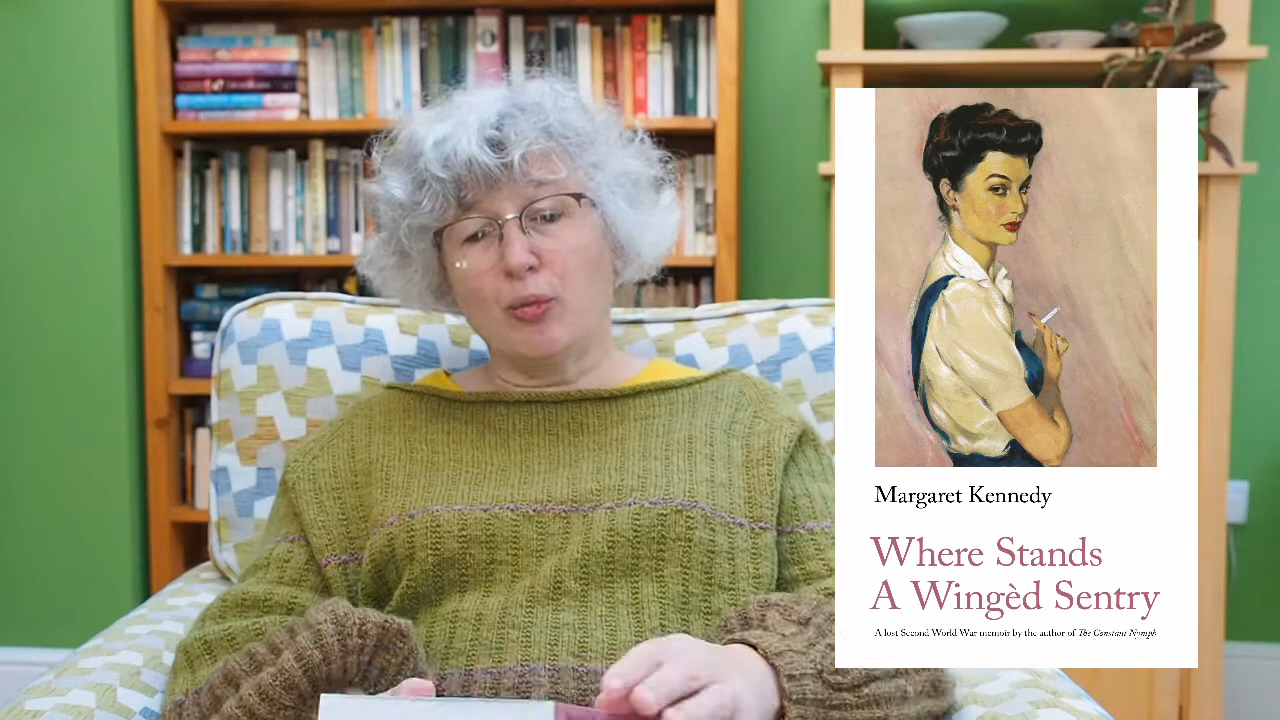 Margaret Kennedy
Where Stands
A Wingèd Sentry
A lost Second World War memoir by the author of The Constant Nymph